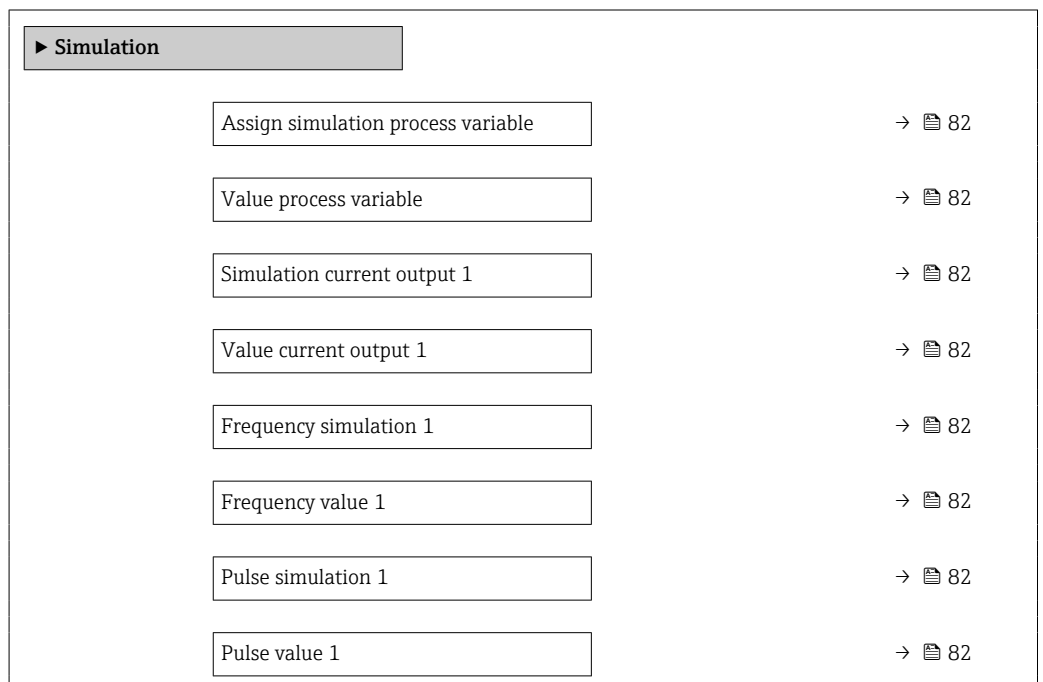 ▶ Simulation
Assign simulation process variable → 82
Value process variable → 82
Simulation current output 1 → 82
Value current output 1 → 82
Frequency simulation 1 → 82
Frequency value 1 → 82
Pulse simulation 1 → 82
Pulse value 1 → 82